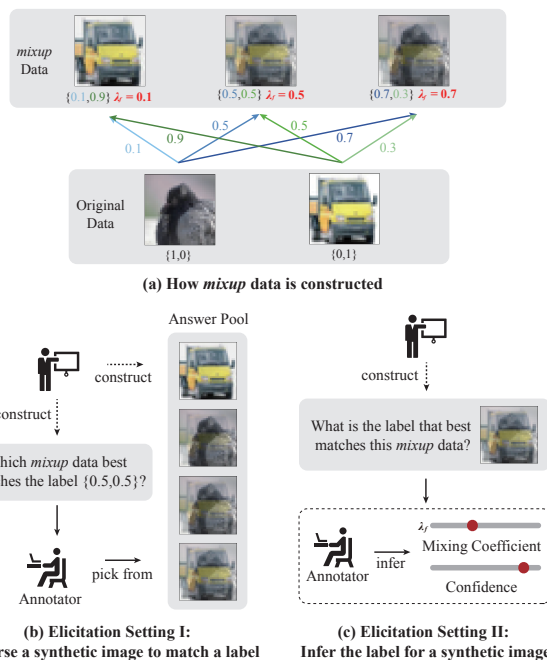 mixup
Data
{0.1,0.9} λf = 0.1
{0.5,0.5} λf = 0.5
{0.7,0.3} λf = 0.7
0.1
0.9
0.5
0.7
0.5
0.3
Original
Data
{1,0}
{0,1}
(a) How mixup data is constructed
Answer Pool
construct
construct
construct
What is the label that best
matches this mixup data?
hich mixup data best
hes the label {0.5,0.5}?
λf
Mixing Coefficient
Annotator
infer
Confidence
Annotator
pick from
(b) Elicitation Setting I:
rse a synthetic image to match a label
(c) Elicitation Setting II:
Infer the label for a synthetic image